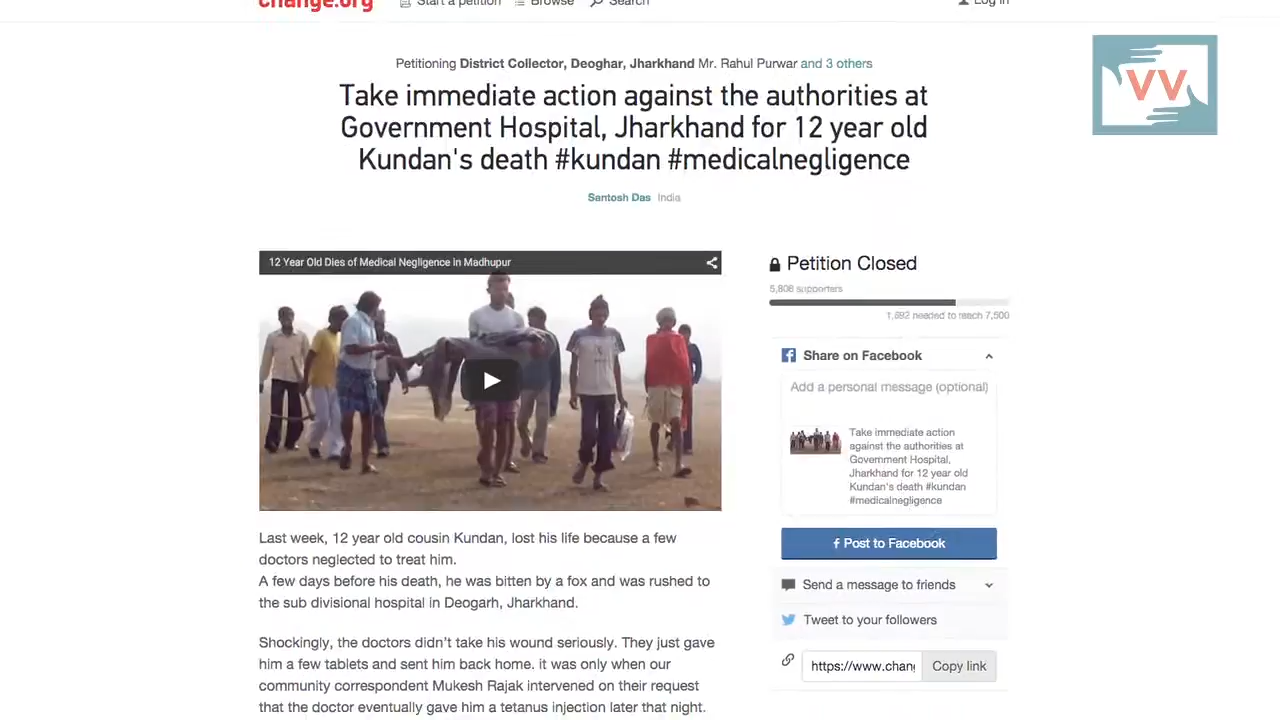 change.org Start a petition Browse Search Log in
VV
Petitioning District Collector, Deoghar, Jharkhand Mr. Rahul Purwar and 3 others
Take immediate action against the authorities at
Government Hospital, Jharkhand for 12 year old
Kundan's death #kundan #medicalnegligence
Santosh Das India
12 Year Old Dies of Medical Negligence in Madhupur
Last week, 12 year old cousin Kundan, lost his life because a few
doctors neglected to treat him.
A few days before his death, he was bitten by a fox and was rushed to
the sub divisional hospital in Deogarh, Jharkhand.
Shockingly, the doctors didn't take his wound seriously. They just gave
him a few tablets and sent him back home. it was only when our
community correspondent Mukesh Rajak intervened on their request
that the doctor eventually gave him a tetanus injection later that night.
Petition Closed
5,808 supporters
1,692 needed to reach 7,500
Share on Facebook
Add a personal message (optional)
Take immediate action
against the authorities at
Government Hospital,
Jharkhand for 12 year old
Kundan's death #kundan
#medicalnegligence
f Post to Facebook
Send a message to friends
Tweet to your followers
https://www.chang Copy link